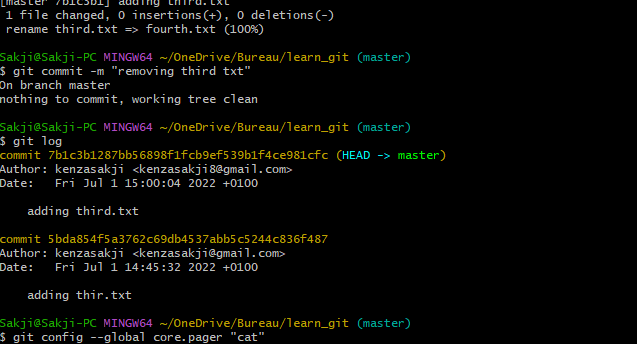 [master 7b1c3b1] adding third.txt
 1 file changed, 0 insertions(+), 0 deletions(-)
 rename third.txt => fourth.txt (100%)
Sakji@Sakji-PC MINGW64 ~/OneDrive/Bureau/learn_git (master)
$ git commit -m "removing third txt"
On branch master
nothing to commit, working tree clean
Sakji@Sakji-PC MINGW64 ~/OneDrive/Bureau/learn_git (master)
$ git log
commit 7b1c3b1287bb56898f1fcb9ef539b1f4ce981cfc (HEAD -> master)
Author: kenzasakji <kenzasakji8@gmail.com>
Date:   Fri Jul 1 15:00:04 2022 +0100
    adding third.txt
commit 5bda854f5a3762c69db4537abb5c5244c836f487
Author: kenzasakji <kenzasakji@gmail.com>
Date:   Fri Jul 1 14:45:32 2022 +0100
    adding thir.txt
Sakji@Sakji-PC MINGW64 ~/OneDrive/Bureau/learn_git (master)
$ git config --global core.pager "cat"